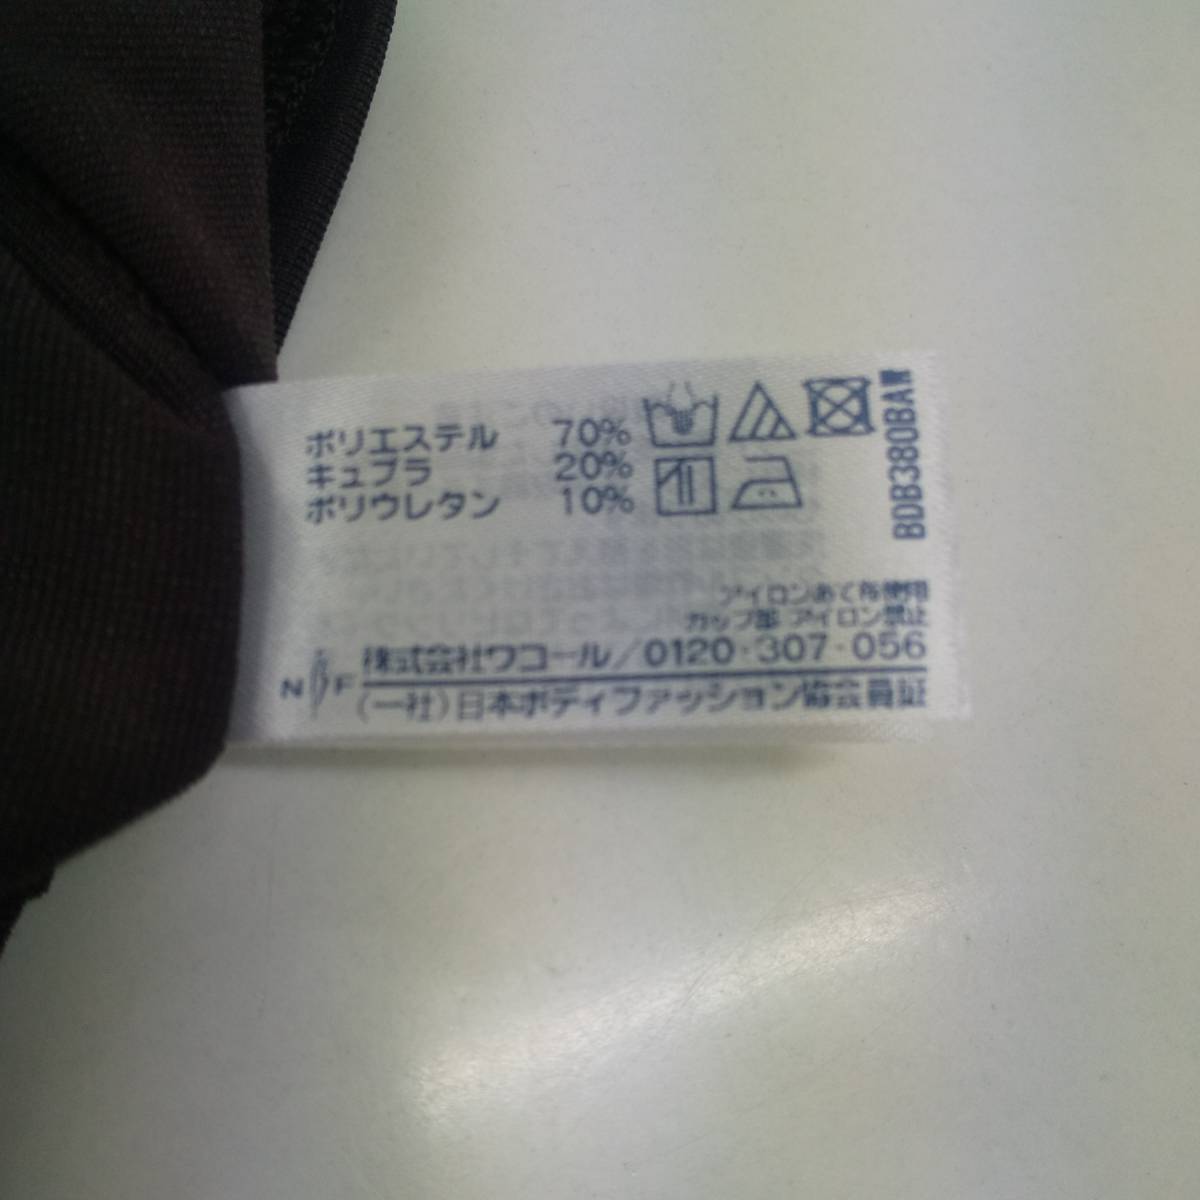 ポリエステル 70%
キュプラ 20%
ポリウレタン 10%
BDB380BAW
アイロンあて布使用
カップ部 アイロン禁止
株式会社ワコール/0120・307・056
N F
(一社)日本ボディファッション協会員証